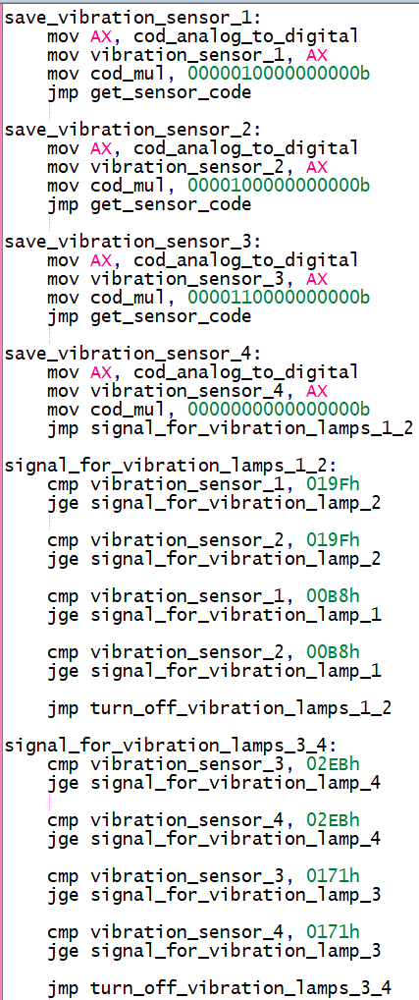 save_vibration_sensor_1:
mov AX, cod_analog_to_digital
mov vibration_sensor_1, AX
mov cod_mul, 0000010000000000b
jmp get_sensor_code
save_vibration_sensor_2:
mov AX, cod_analog_to_digital
mov vibration_sensor_2, AX
mov cod_mul, 0000100000000000b
jmp get_sensor_code
save_vibration_sensor_3:
mov AX, cod_analog_to_digital
mov vibration_sensor_3, AX
mov cod_mul, 0000110000000000b
jmp get_sensor_code
save_vibration_sensor_4:
mov AX, cod_analog_to_digital
mov vibration_sensor_4, AX
mov cod_mul, 0000000000000000b
jmp signal_for_vibration_lamps_1_2
signal_for_vibration_lamps_1_2:
cmp vibration_sensor_1, 019Fh
jge signal_for_vibration_lamp_2
cmp vibration_sensor_2, 019Fh
jge signal_for_vibration_lamp_2
cmp vibration_sensor_1, 00B8h
jge signal_for_vibration_lamp_1
cmp vibration_sensor_2, 00B8h
jge signal_for_vibration_lamp_1
jmp turn_off_vibration_lamps_1_2
signal_for_vibration_lamps_3_4:
cmp vibration_sensor_3, 02EBh
jge signal_for_vibration_lamp_4
cmp vibration_sensor_4, 02EBh
jge signal_for_vibration_lamp_4
cmp vibration_sensor_3, 0171h
jge signal_for_vibration_lamp_3
cmp vibration_sensor_4, 0171h
jge signal_for_vibration_lamp_3
jmp turn_off_vibration_lamps_3_4